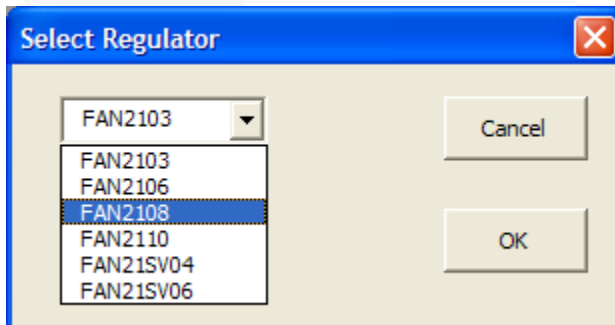 Select Regulator
FAN2103
Cancel
FAN2103
FAN2106
FAN2108
FAN2110
OK
FAN21SV04
FAN21SV06